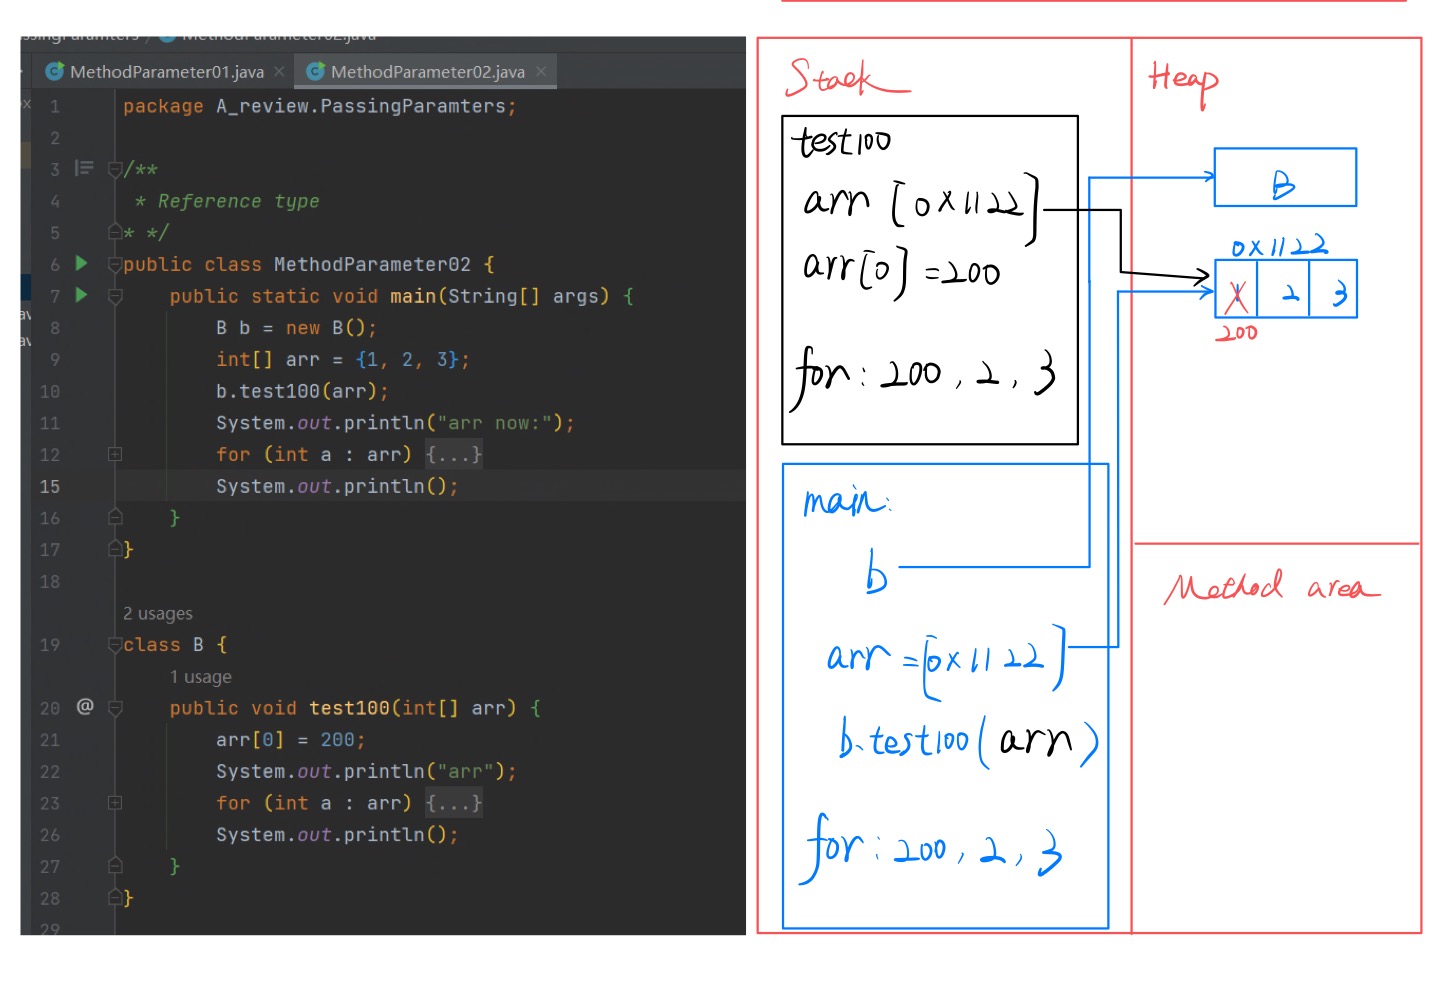 MethodParameter02.java
MethodParameter01.java
MethodParameter02.java
1 package A_review.PassingParamters;
2
3 /**
4 * Reference type
5 * */
6 public class MethodParameter02 {
7 public static void main(String[] args) {
8 B b = new B();
9 int[] arr = {1, 2, 3};
10 b.test100(arr);
11 System.out.println("arr now:");
12 for (int a : arr) {...}
15 System.out.println();
16 }
17 }
18
2 usages
19 class B {
1 usage
20 @ public void test100(int[] arr) {
21 arr[0] = 200;
22 System.out.println("arr");
23 for (int a : arr) {...}
26 System.out.println();
27 }
28 }
29
Stack
test100
arr [0x1122]
arr[0] = 200
for: 200, 2, 3
main:
b
arr = [0x1122]
b.test100(arr)
for: 200, 2, 3
Heap
B
0x1122
1 2 3
200
Method area